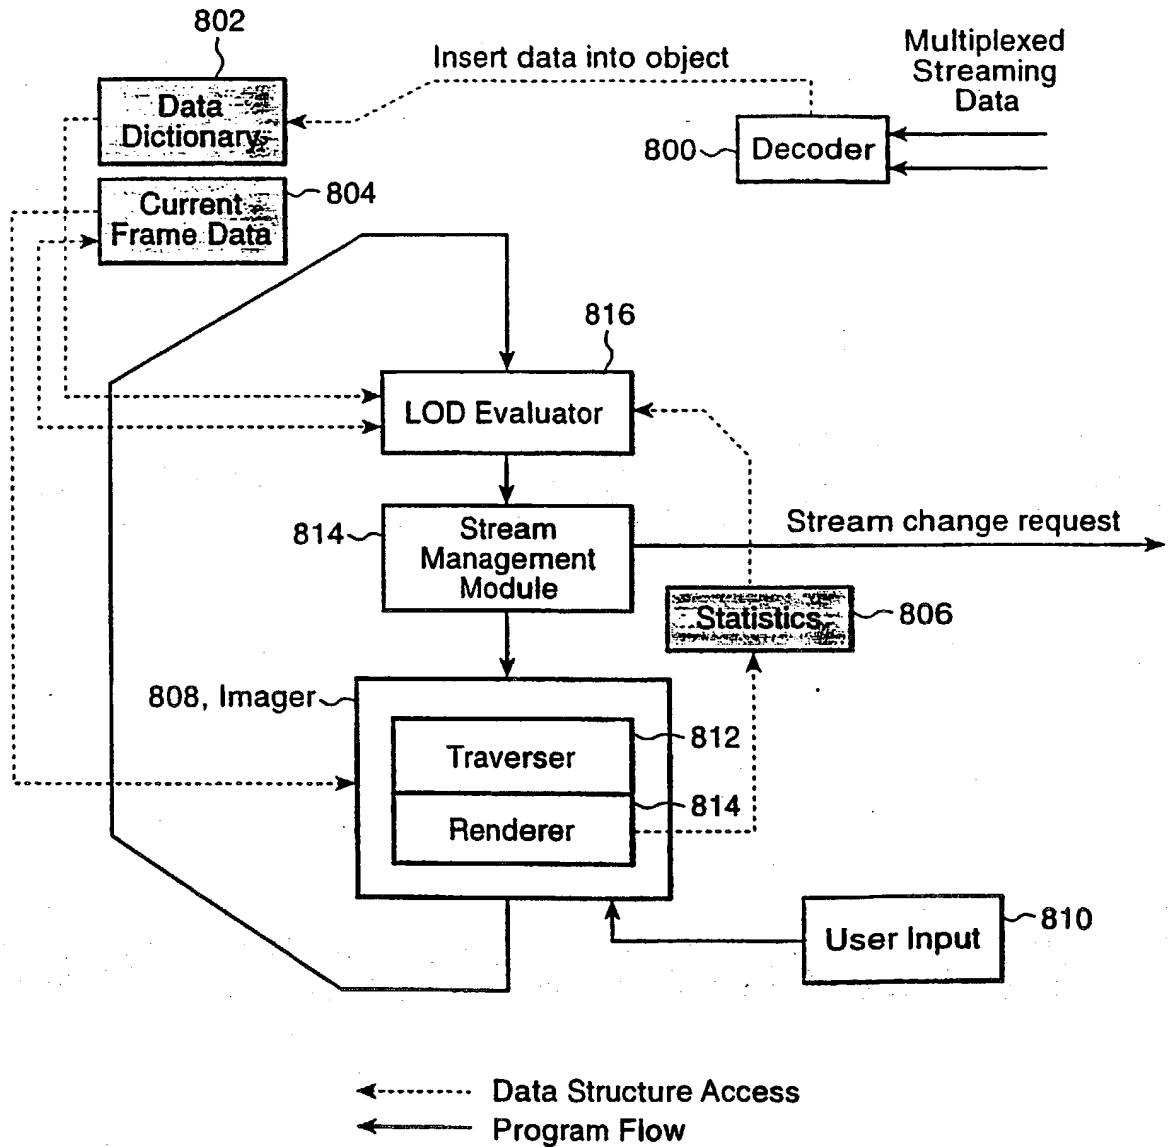 802
Insert data into object
Multiplexed
Streaming
Data
Data
Dictionary
800
Decoder
804
Current
Frame Data
816
LOD Evaluator
814
Stream
Management
Module
Stream change request
Statistics
806
808, Imager
Traverser
812
814
Renderer
User Input
810
Data Structure Access
Program Flow